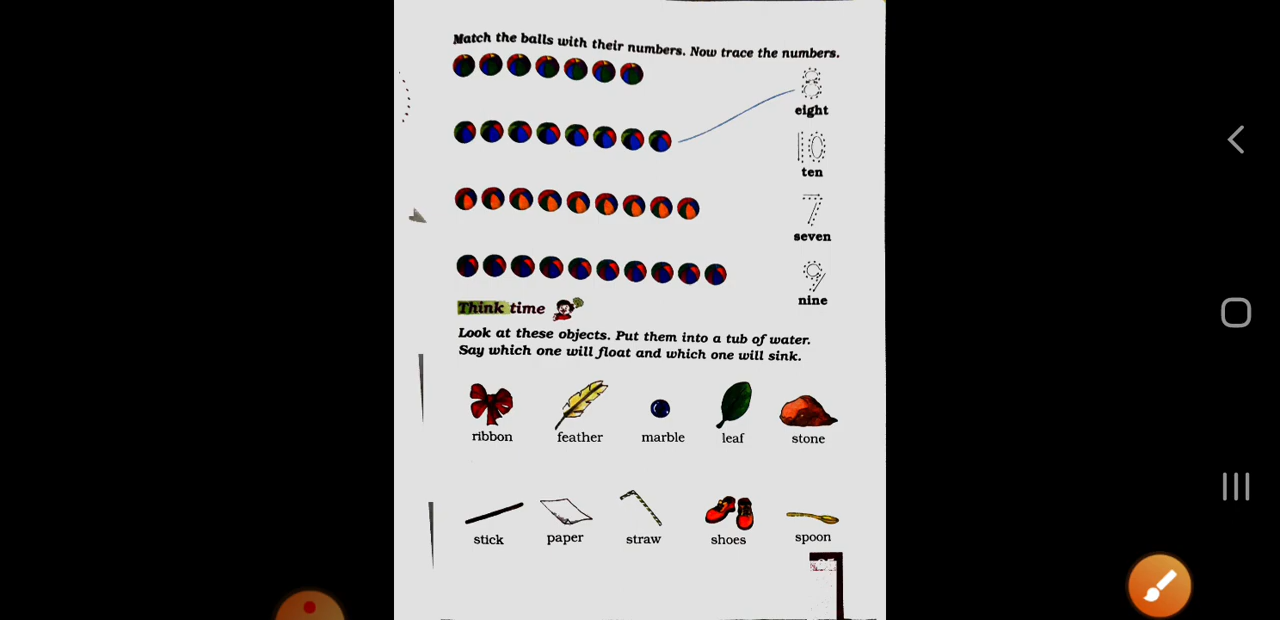 Match the balls with their numbers. Now trace the numbers.
8
eight
10
ten
7
seven
9
nine
Think time
Look at these objects. Put them into a tub of water.
Say which one will float and which one will sink.
ribbon feather marble leaf stone
stick paper straw shoes spoon